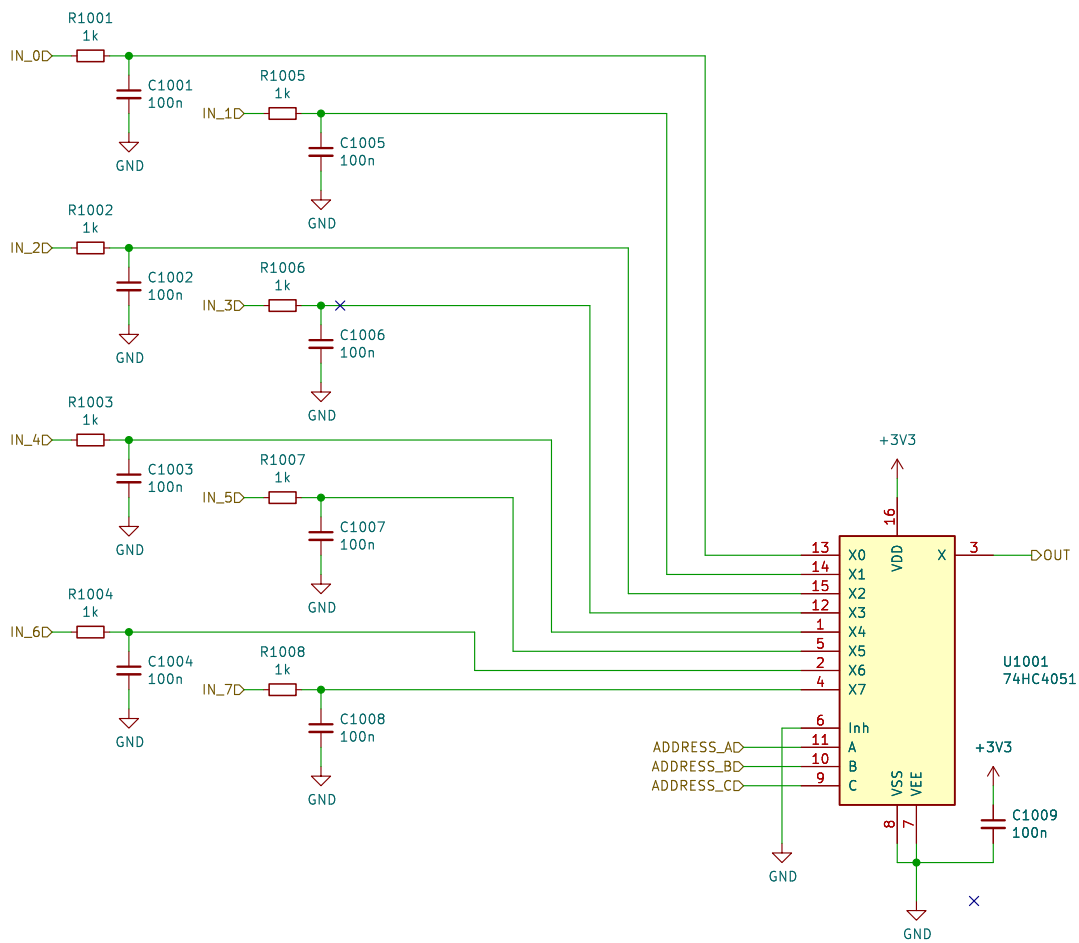 R1001
1k
IN_0
C1001
100n
GND
R1005
1k
IN_1
C1005
100n
GND
R1002
1k
IN_2
C1002
100n
GND
R1006
1k
IN_3
C1006
100n
GND
R1003
1k
IN_4
C1003
100n
GND
R1007
1k
IN_5
C1007
100n
GND
R1004
1k
IN_6
C1004
100n
GND
R1008
1k
IN_7
C1008
100n
GND
+3V3
16
VDD
13 X0
14 X1
15 X2
12 X3
1 X4
5 X5
2 X6
4 X7
6 Inh
ADDRESS_A 11 A
ADDRESS_B 10 B
ADDRESS_C 9 C
X 3 OUT
U1001
74HC4051
VSS
8
VEE
7
GND
+3V3
C1009
100n
GND